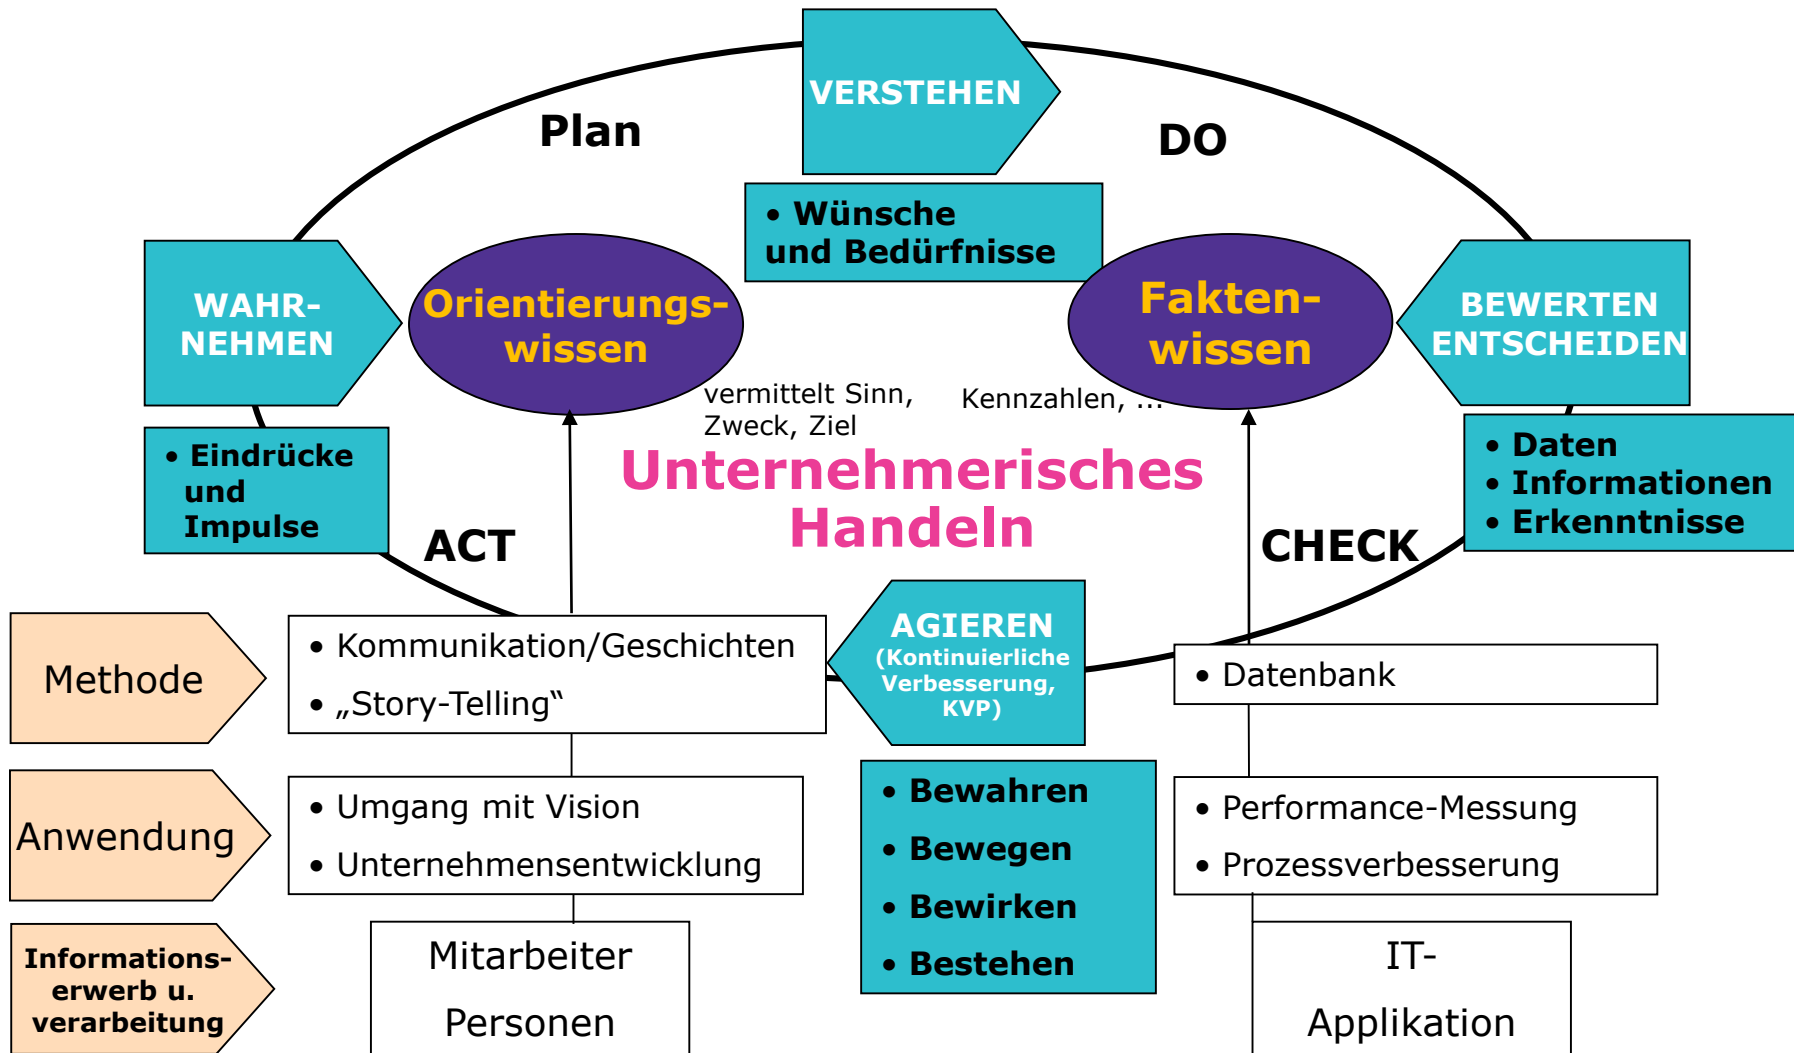 VERSTEHEN
Plan
DO
• Wünsche
und Bedürfnisse
WAHR-
NEHMEN
Orientierungs-
wissen
Fakten-
wissen
BEWERTEN
ENTSCHEIDEN
vermittelt Sinn,
Zweck, Ziel
Kennzahlen, ...
• Eindrücke
und
Impulse
Unternehmerisches
Handeln
• Daten
• Informationen
• Erkenntnisse
ACT
CHECK
AGIEREN
(Kontinuierliche
Verbesserung,
KVP)
Methode
• Kommunikation/Geschichten
• „Story-Telling“
• Datenbank
Anwendung
• Umgang mit Vision
• Unternehmensentwicklung
• Bewahren
• Bewegen
• Bewirken
• Bestehen
• Performance-Messung
• Prozessverbesserung
Informations-
erwerb u.
verarbeitung
Mitarbeiter
Personen
IT-
Applikation